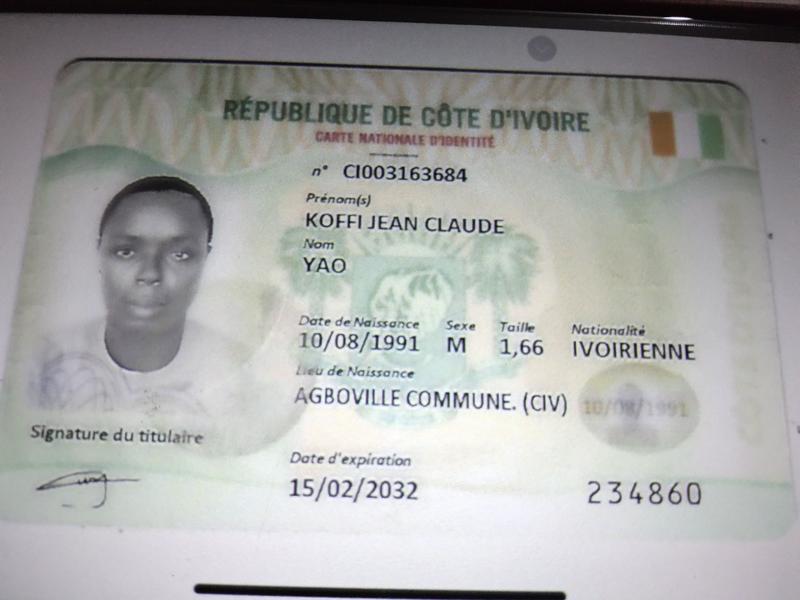 RÉPUBLIQUE DE CÔTE D'IVOIRE
CARTE NATIONALE D'IDENTITÉ
n° CI003163684
Prénom(s)
KOFFI JEAN CLAUDE
Nom
YAO
Date de Naissance Sexe Taille Nationalité
10/08/1991 M 1,66 IVOIRIENNE
Lieu de Naissance
AGBOVILLE COMMUNE. (CIV) 10/08/1991
Signature du titulaire
Date d'expiration
15/02/2032 234860